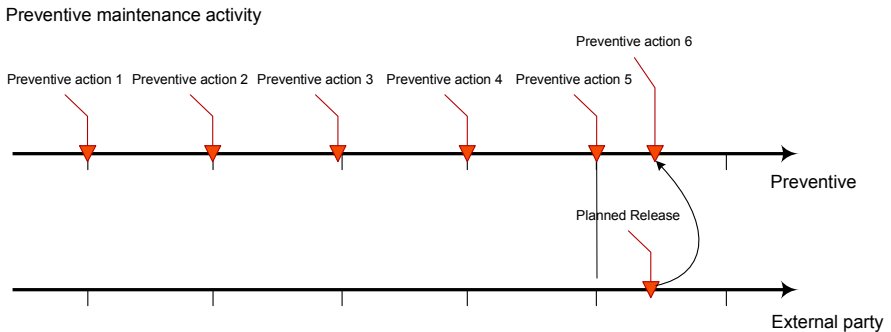 Preventive maintenance activity
Preventive action 6
Preventive action 1
Preventive action 2
Preventive action 3
Preventive action 4
Preventive action 5
Preventive
Planned Release
External party